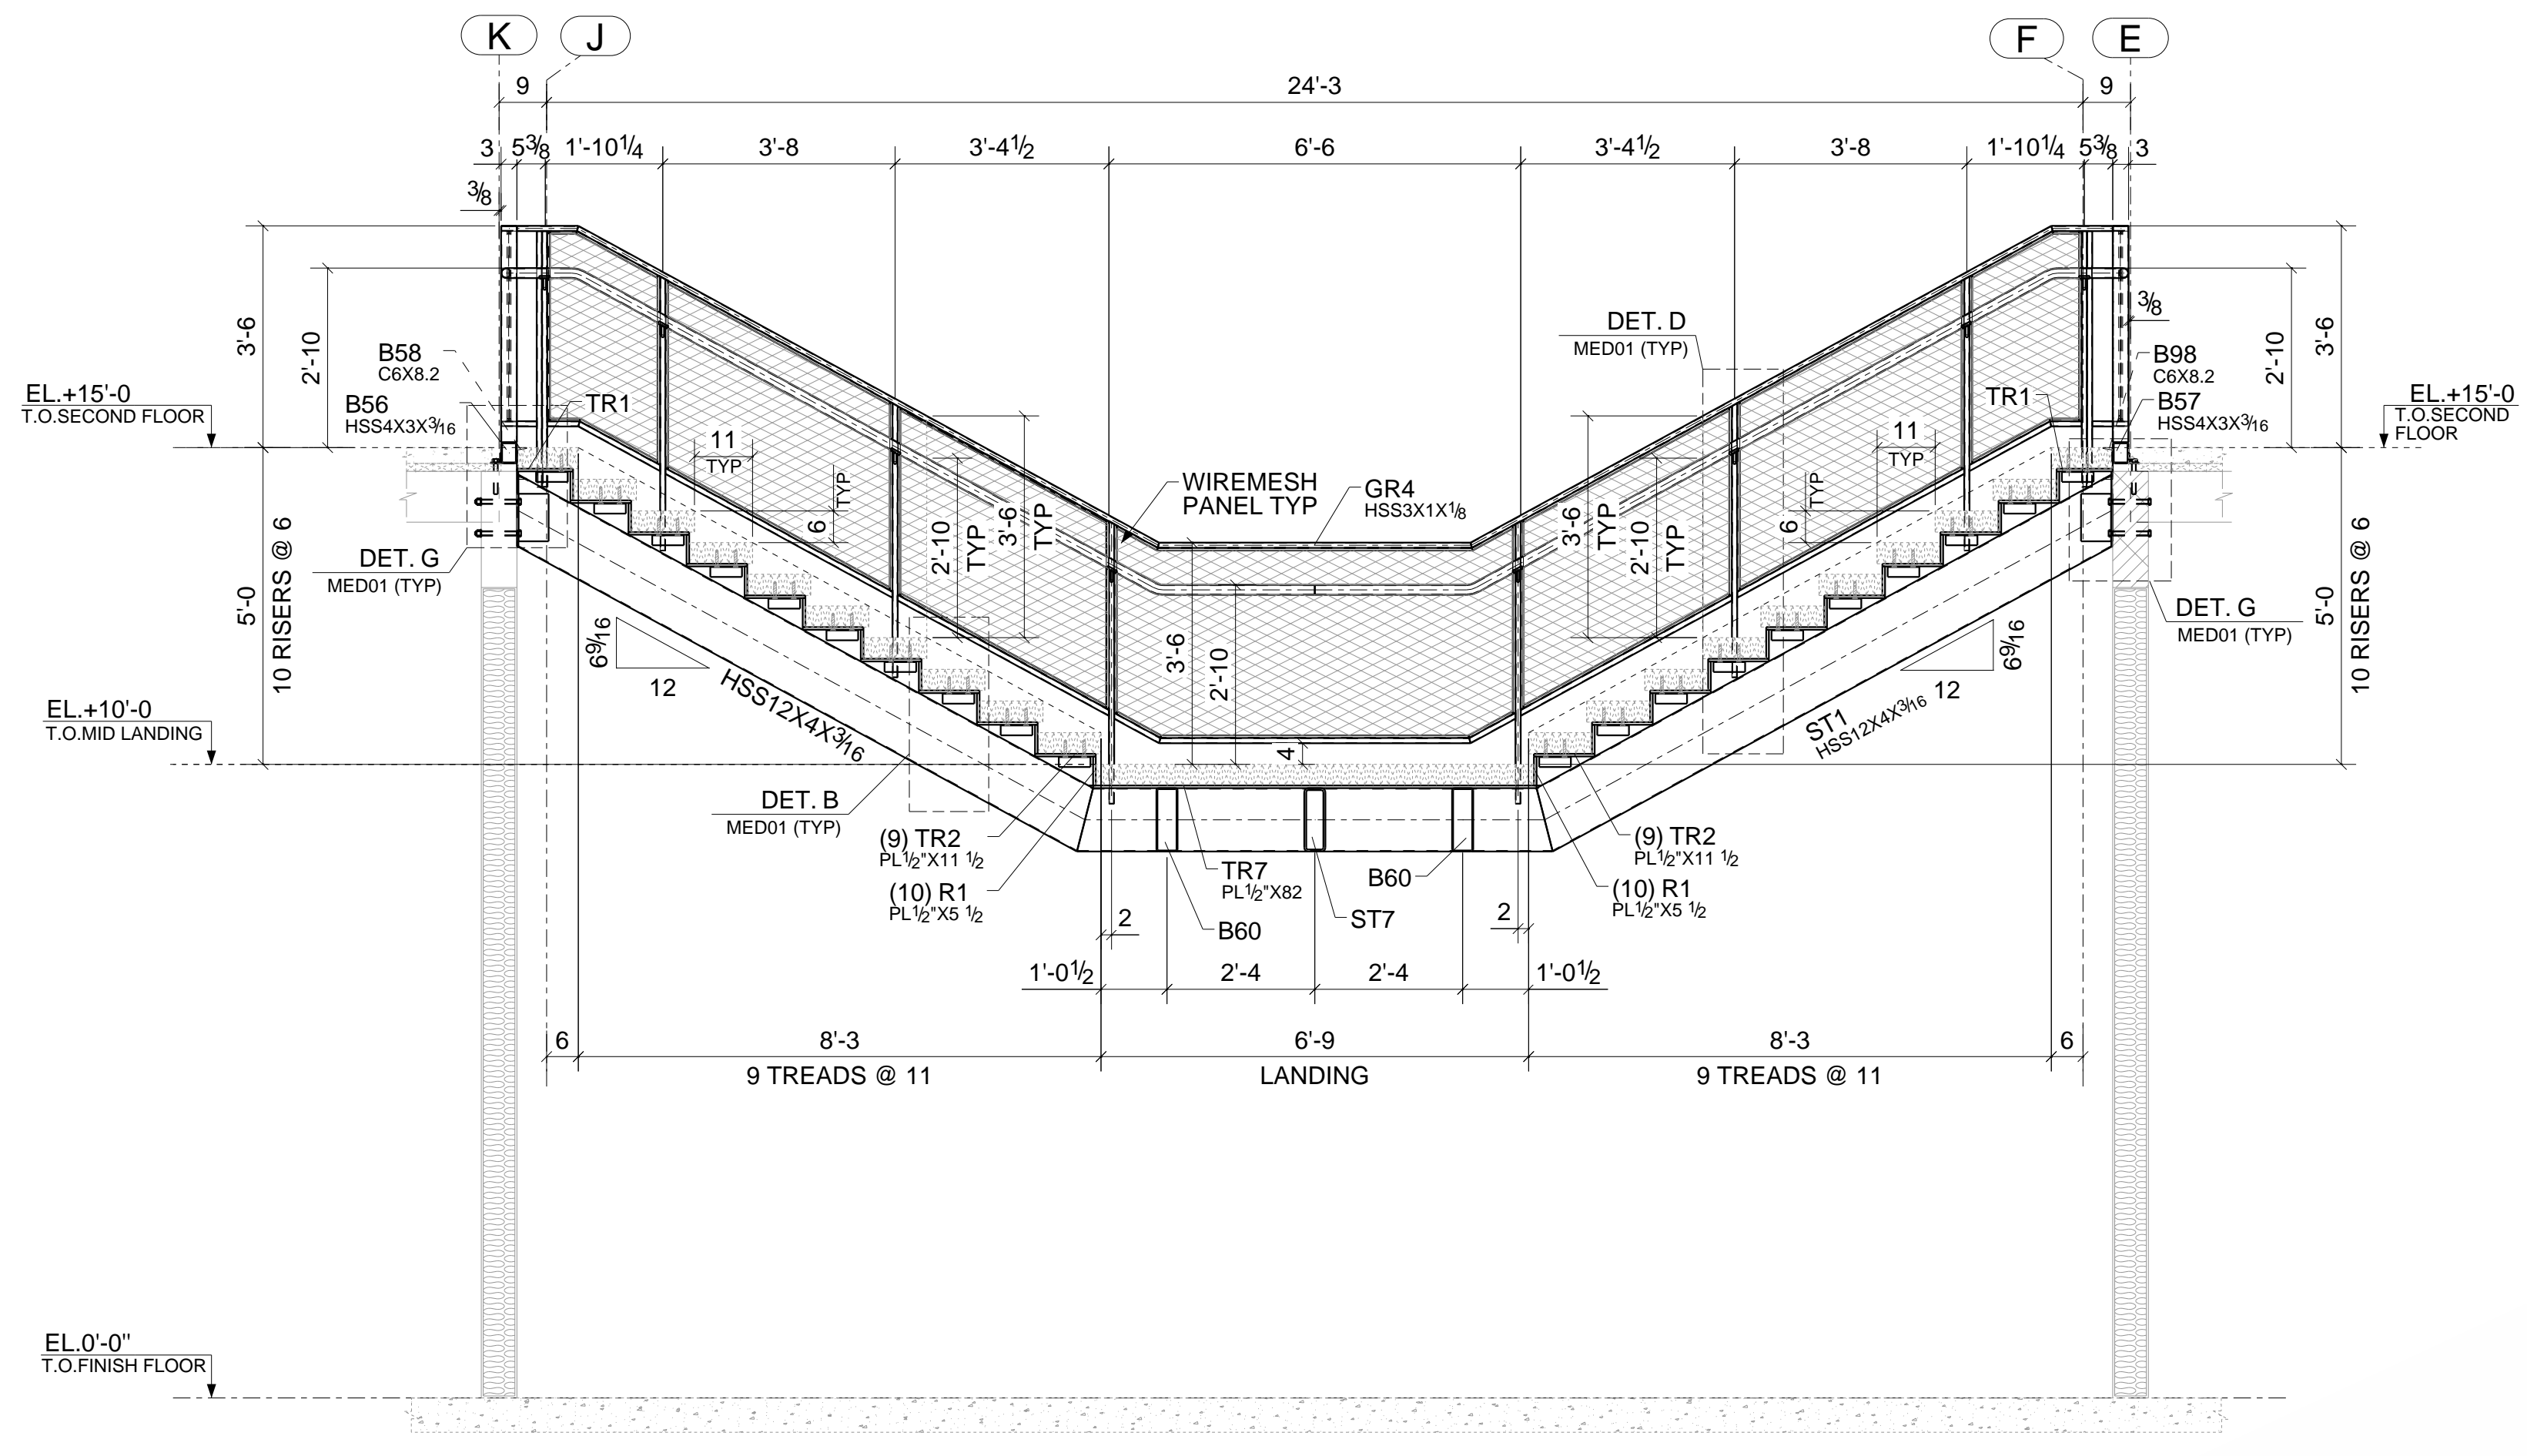 K
J
F
E
9
24'-3
9
3
5 3/8
1'-10 1/4
3'-8
3'-4 1/2
6'-6
3'-4 1/2
3'-8
1'-10 1/4
5 3/8
3
3/8
3/8
3'-6
2'-10
B58
C6X8.2
B56
HSS4X3X3/16
TR1
EL.+15'-0
T.O.SECOND FLOOR
DET. D
MED01 (TYP)
B98
C6X8.2
B57
HSS4X3X3/16
TR1
2'-10
3'-6
EL.+15'-0
T.O.SECOND
FLOOR
11
TYP
6
TYP
2'-10
TYP
3'-6
TYP
WIREMESH
PANEL TYP
GR4
HSS3X1X1/8
3'-6
TYP
2'-10
TYP
11
TYP
6
TYP
DET. G
MED01 (TYP)
DET. G
MED01 (TYP)
5'-0
10 RISERS @ 6
5'-0
10 RISERS @ 6
6 9/16
12
HSS12X4X3/16
3'-6
2'-10
4
6 9/16
12
ST1
HSS12X4X3/16
EL.+10'-0
T.O.MID LANDING
DET. B
MED01 (TYP)
(9) TR2
PL1/2"X11 1/2
(10) R1
PL1/2"X5 1/2
TR7
PL1/2"X82
B60
ST7
B60
(9) TR2
PL1/2"X11 1/2
(10) R1
PL1/2"X5 1/2
2
2
1'-0 1/2
2'-4
2'-4
1'-0 1/2
6
8'-3
6'-9
8'-3
6
9 TREADS @ 11
LANDING
9 TREADS @ 11
EL.0'-0"
T.O.FINISH FLOOR